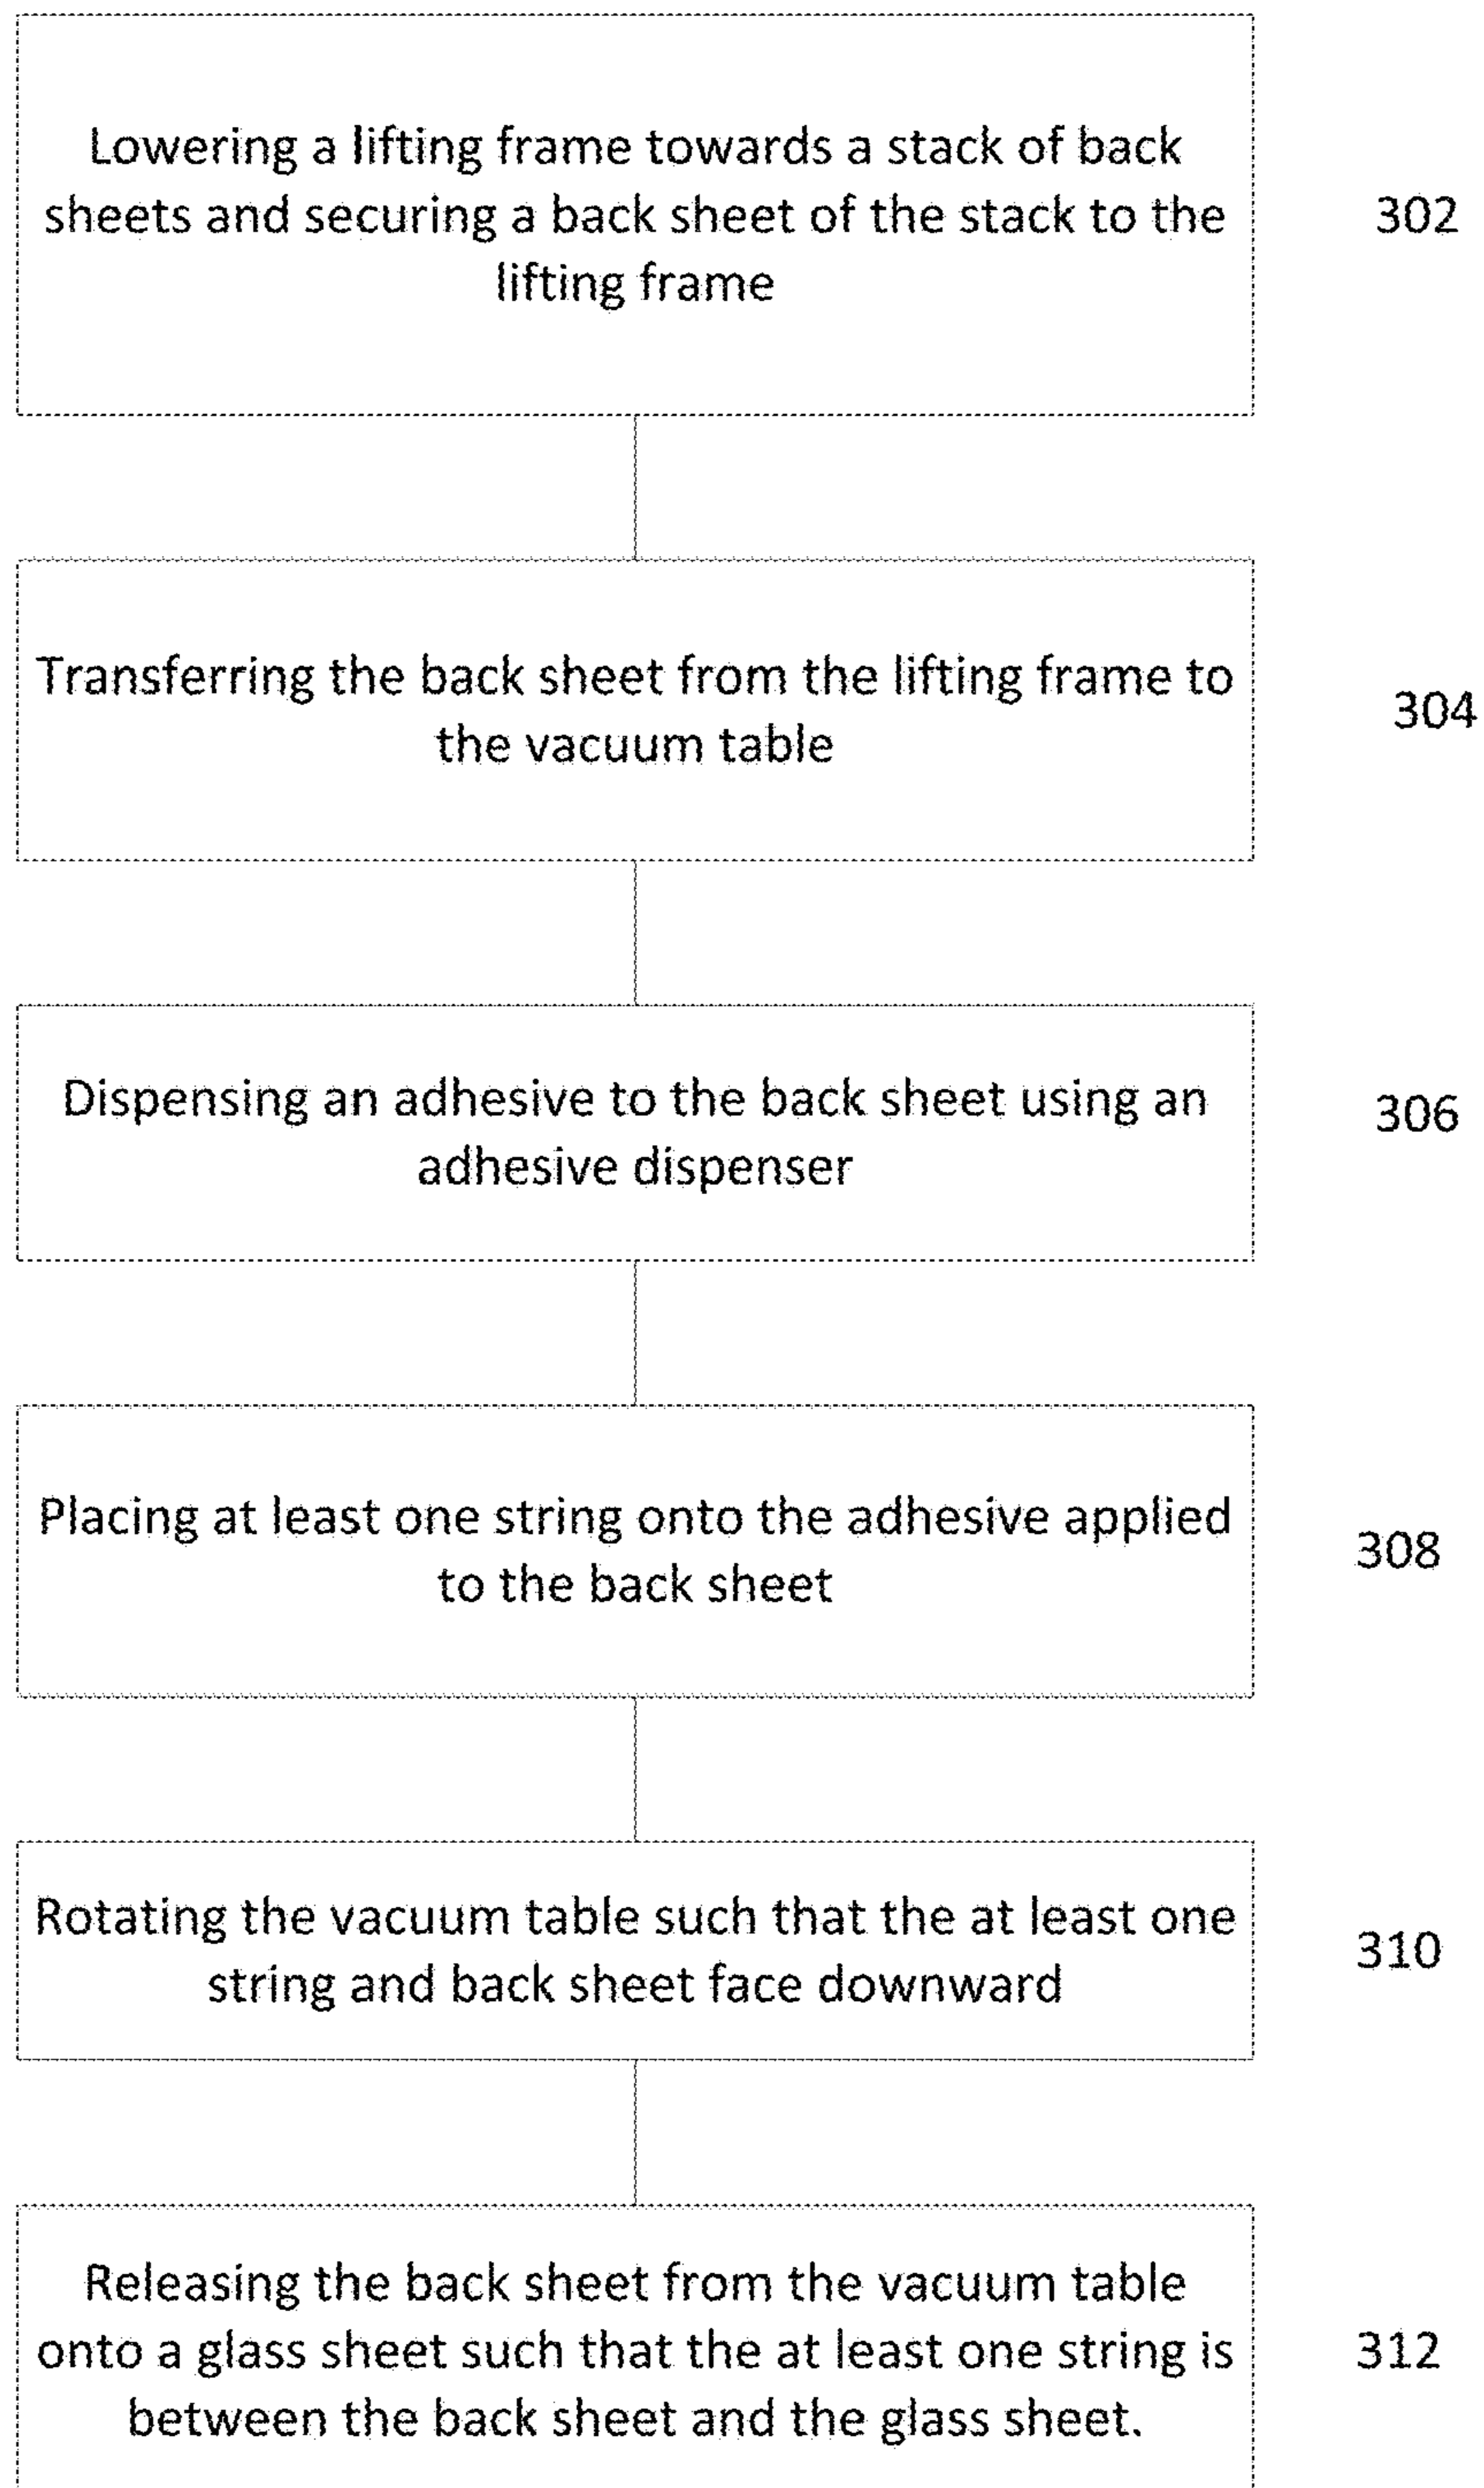 Lowering a lifting frame towards a stack of back
sheets and securing a back sheet of the stack to the
lifting frame
302
Transferring the back sheet from the lifting frame to
the vacuum table
304
Dispensing an adhesive to the back sheet using an
adhesive dispenser
306
Placing at least one string onto the adhesive applied
to the back sheet
308
Rotating the vacuum table such that the at least one
string and back sheet face downward
310
Releasing the back sheet from the vacuum table
onto a glass sheet such that the at least one string is
between the back sheet and the glass sheet.
312